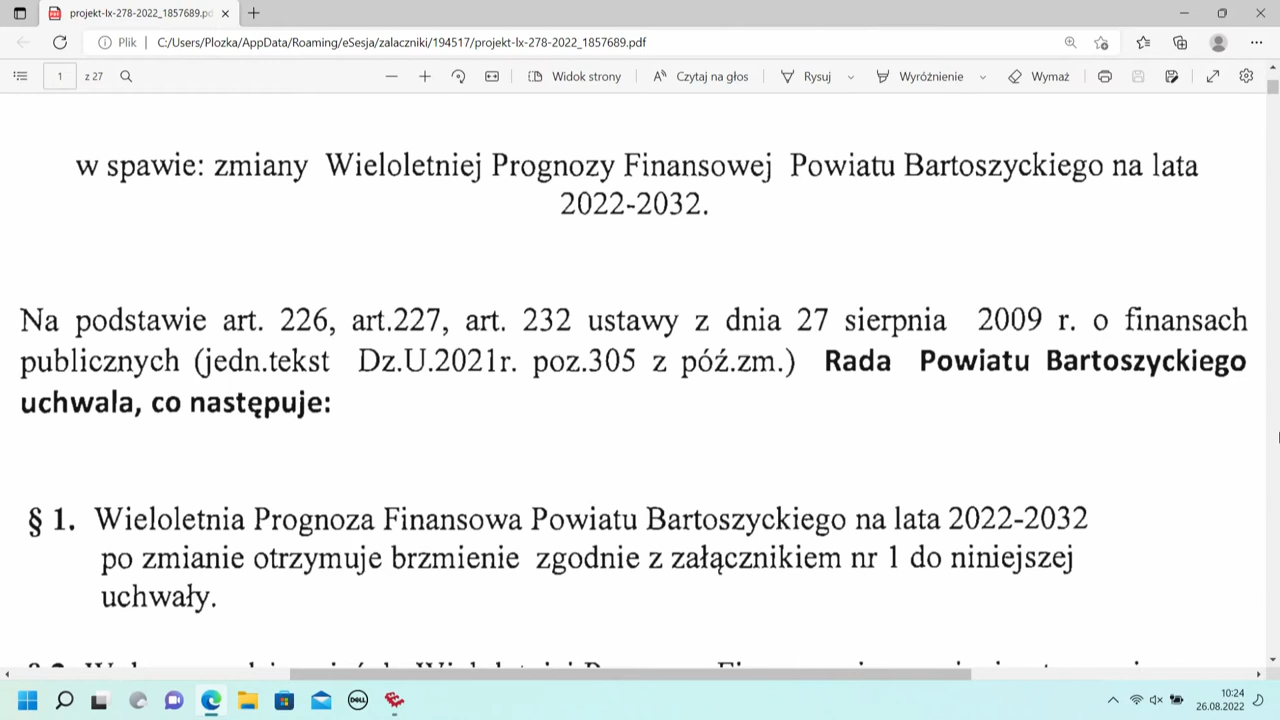 projekt-lx-278-2022_1857689.pd
Plik C:/Users/Plozka/AppData/Roaming/eSesja/zalaczniki/194517/projekt-lx-278-2022_1857689.pdf
1 z 27 Widok strony Czytaj na głos Rysuj Wyróżnienie Wymaż
w spawie: zmiany Wieloletniej Prognozy Finansowej Powiatu Bartoszyckiego na lata
2022-2032.
Na podstawie art. 226, art.227, art. 232 ustawy z dnia 27 sierpnia 2009 r. o finansach
publicznych (jedn.tekst Dz.U.2021r. poz.305 z póź.zm.) Rada Powiatu Bartoszyckiego
uchwala, co następuje:
§ 1. Wieloletnia Prognoza Finansowa Powiatu Bartoszyckiego na lata 2022-2032
po zmianie otrzymuje brzmienie zgodnie z załącznikiem nr 1 do niniejszej
uchwały.
DELL
10:24
26.08.2022